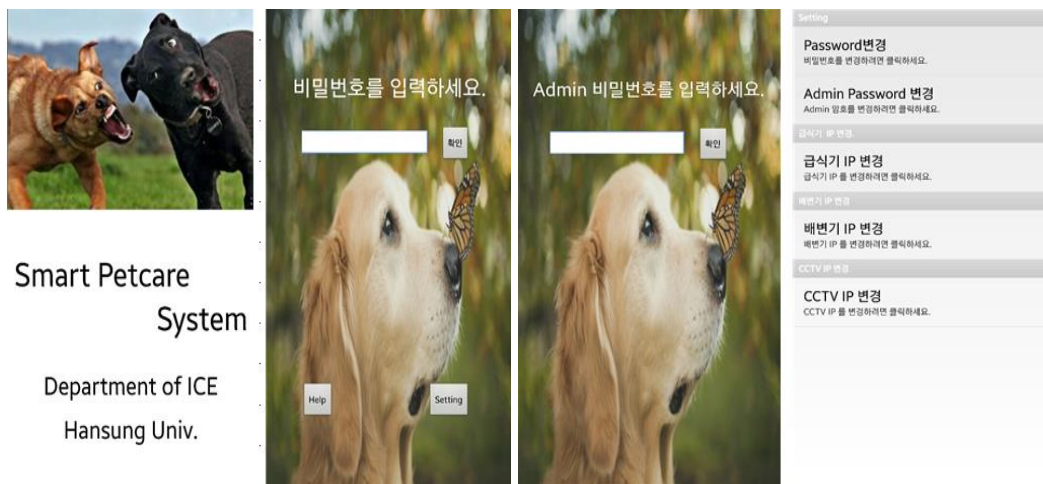 Smart Petcare
System
Department of ICE
Hansung Univ.
비밀번호를 입력하세요.
확인
Help
Setting
Admin 비밀번호를 입력하세요.
확인
Setting
Password변경
비밀번호를 변경하려면 클릭하세요.
Admin Password 변경
Admin 암호를 변경하려면 클릭하세요.
급식기 IP 변경.
급식기 IP 변경
급식기 IP 를 변경하려면 클릭하세요.
배변기 IP 변경
배변기 IP 변경
배변기 IP 를 변경하려면 클릭하세요.
CCTV IP 변경
CCTV IP 변경
CCTV IP 를 변경하려면 클릭하세요.